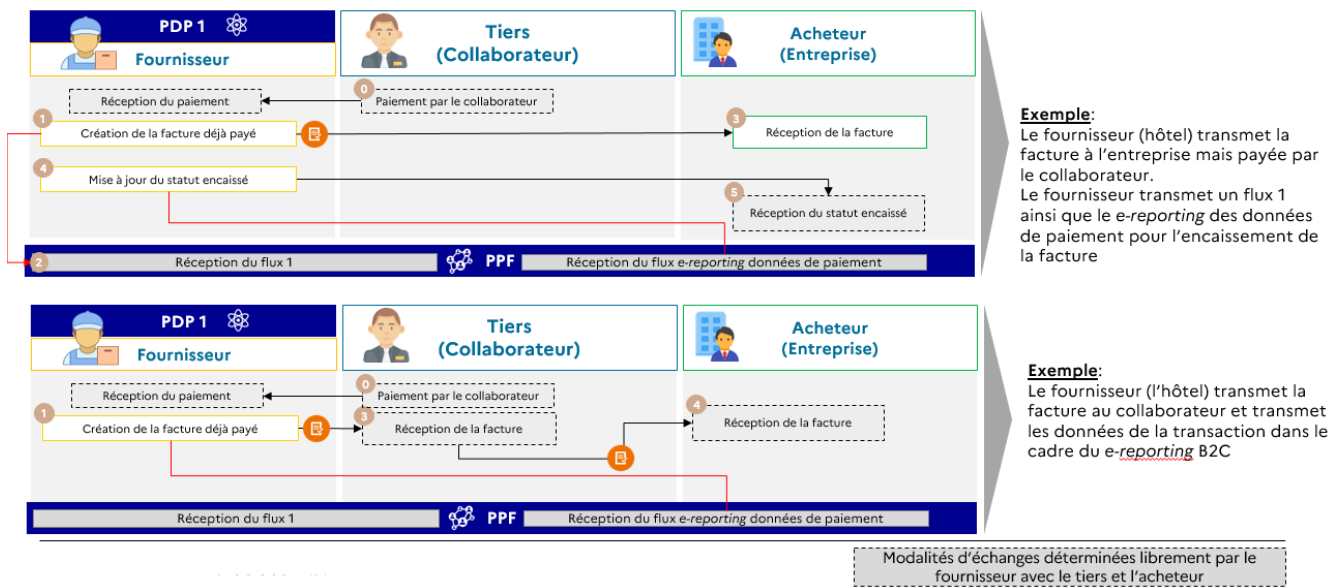 PDP 1
Fournisseur
Tiers
(Collaborateur)
Acheteur
(Entreprise)
0
Réception du paiement
Paiement par le collaborateur
1
Création de la facture déjà payé
3
Réception de la facture
4
Mise à jour du statut encaissé
5
Réception du statut encaissé
2
Réception du flux 1
PPF
Réception du flux e-reporting données de paiement
Exemple:
Le fournisseur (hôtel) transmet la
facture à l'entreprise mais payée par
le collaborateur.
Le fournisseur transmet un flux 1
ainsi que le e-reporting des données
de paiement pour l'encaissement de
la facture
PDP 1
Fournisseur
Tiers
(Collaborateur)
Acheteur
(Entreprise)
0
Réception du paiement
Paiement par le collaborateur
1
Création de la facture déjà payé
3
Réception de la facture
4
Réception de la facture
Réception du flux 1
PPF
Réception du flux e-reporting données de paiement
Exemple:
Le fournisseur (l'hôtel) transmet la
facture au collaborateur et transmet
les données de la transaction dans le
cadre du e-reporting B2C
Modalités d'échanges déterminées librement par le
fournisseur avec le tiers et l'acheteur